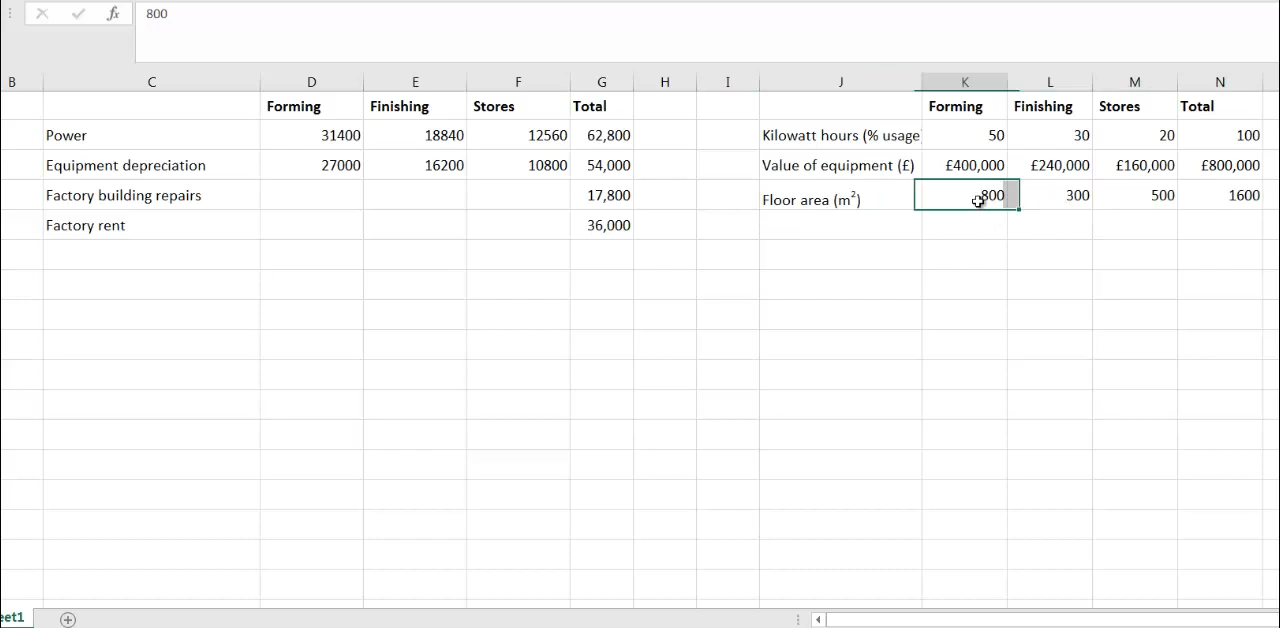 fx 800
B C D E F G H I J K L M N
Forming Finishing Stores Total Forming Finishing Stores Total
Power 31400 18840 12560 62,800 Kilowatt hours (% usage 50 30 20 100
Equipment depreciation 27000 16200 10800 54,000 Value of equipment (£) £400,000 £240,000 £160,000 £800,000
Factory building repairs 17,800 Floor area (m²) 800 300 500 1600
Factory rent 36,000
eet1